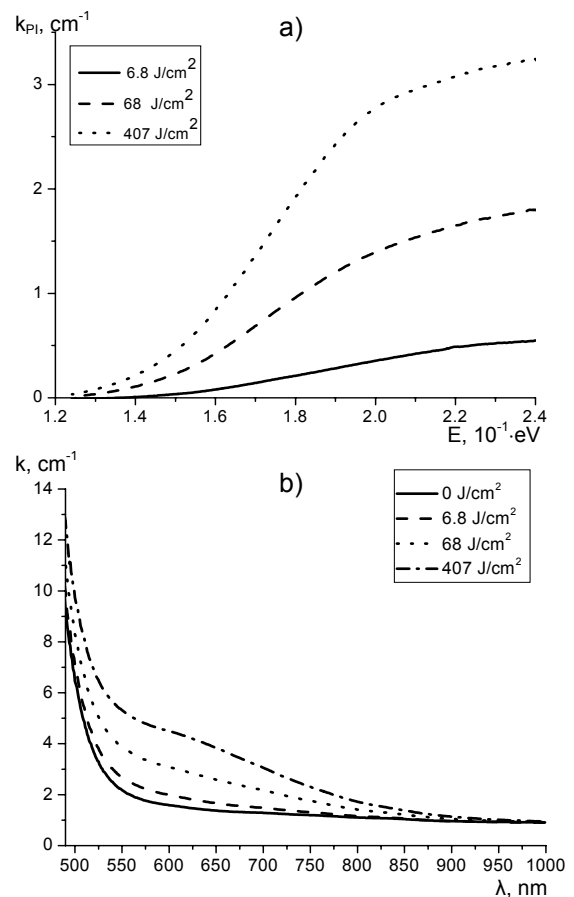 k_PI, cm⁻¹
a)
6.8 J/cm²
68 J/cm²
407 J/cm²
3
2
1
0
1.2 1.4 1.6 1.8 2.0 2.2 2.4
E, 10⁻¹·eV
k, cm⁻¹
b)
0 J/cm²
6.8 J/cm²
68 J/cm²
407 J/cm²
14
12
10
8
6
4
2
0
500 550 600 650 700 750 800 850 900 950 1000
λ, nm